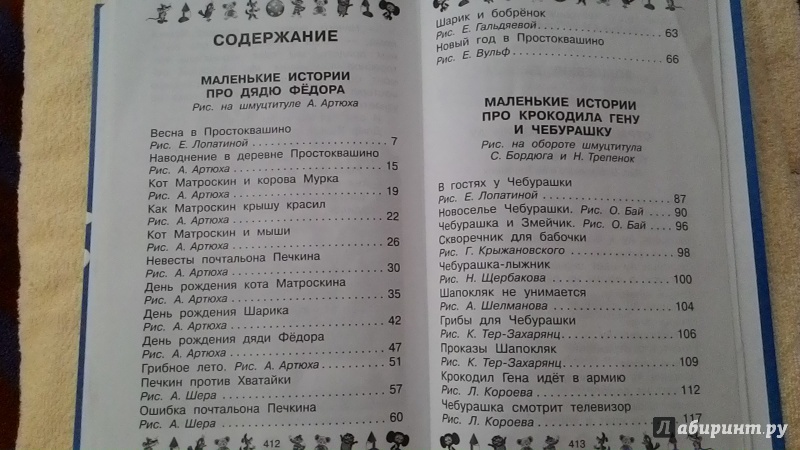 СОДЕРЖАНИЕ
МАЛЕНЬКИЕ ИСТОРИИ
ПРО ДЯДЮ ФЁДОРА
Рис. на шмуцтитуле А. Артюха
Весна в Простоквашино
Рис. Е. Лопатиной 7
Наводнение в деревне Простоквашино
Рис. А. Артюха 15
Кот Матроскин и корова Мурка
Рис. А. Артюха 19
Как Матроскин крышу красил
Рис. А. Артюха 22
Кот Матроскин и мыши
Рис. А. Артюха 26
Невесты почтальона Печкина
Рис. А. Артюха 30
День рождения кота Матроскина
Рис. А. Артюха 35
День рождения Шарика
Рис. А. Артюха 42
День рождения дяди Фёдора
Рис. А. Артюха 47
Грибное лето. Рис. А. Артюха 51
Печкин против Хватайки
Рис. А. Шера 57
Ошибка почтальона Печкина
Рис. А. Шера 60
412
Шарик и бобрёнок
Рис. Е. Гальдяевой 63
Новый год в Простоквашино
Рис. Е. Вульф 66
МАЛЕНЬКИЕ ИСТОРИИ
ПРО КРОКОДИЛА ГЕНУ
И ЧЕБУРАШКУ
Рис. на обороте шмуцтитула
С. Бордюга и Н. Трепенок
В гостях у Чебурашки
Рис. Е. Лопатиной 87
Новоселье Чебурашки. Рис. О. Бай 90
Чебурашка и Змейчик. Рис. О. Бай 96
Скворечник для бабочки
Рис. Г. Крыжановского 98
Чебурашка-лыжник
Рис. Н. Щербакова 100
Шапокляк не унимается
Рис. А. Шелманова 104
Грибы для Чебурашки
Рис. К. Тер-Захарянц 106
Проказы Шапокляк
Рис. К. Тер-Захарянц 109
Крокодил Гена идёт в армию
Рис. Л. Короева 112
Чебурашка смотрит телевизор
Рис. Л. Короева 117
413
Лабиринт.ру